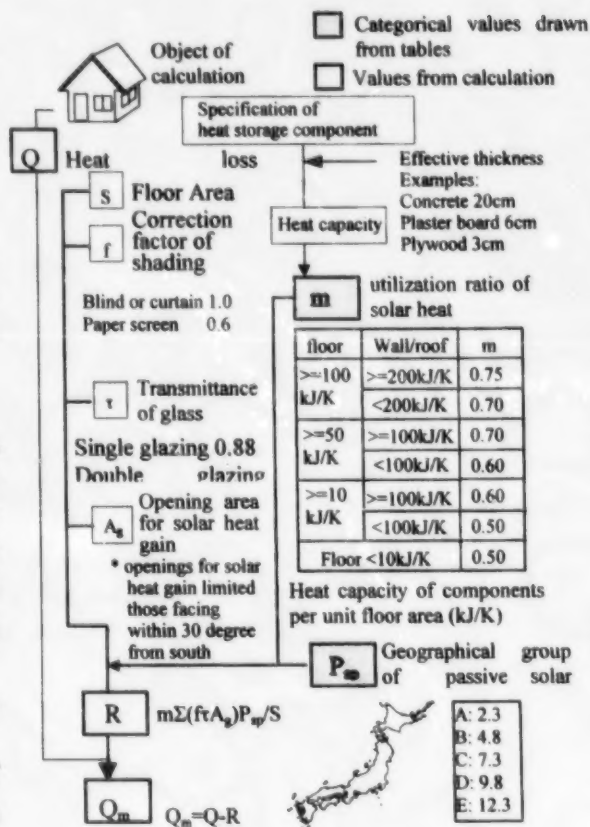 Object of
calculation
Categorical values drawn
from tables
Values from calculation
Specification of
heat storage component
Q Heat loss
Effective thickness
Examples:
Concrete 20cm
Plaster board 6cm
Plywood 3cm
S Floor Area
f Correction
factor of
shading
Heat capacity
Blind or curtain 1.0
Paper screen 0.6
m utilization ratio of
solar heat
floor Wall/roof m
>=100 kJ/K >=200kJ/K 0.75
<200kJ/K 0.70
>=50 kJ/K >=100kJ/K 0.70
<100kJ/K 0.60
>=10 kJ/K >=100kJ/K 0.60
<100kJ/K 0.50
Floor <10kJ/K 0.50
τ Transmittance
of glass
Single glazing 0.88
Double glazing
Ag Opening area
for solar heat
gain
* openings for solar
heat gain limited
those facing
within 30 degree
from south
Heat capacity of components
per unit floor area (kJ/K)
Psp Geographical group
of passive solar
R mΣ(fτAg)Psp/S
A: 2.3
B: 4.8
C: 7.3
D: 9.8
E: 12.3
Qm Qm=Q-R